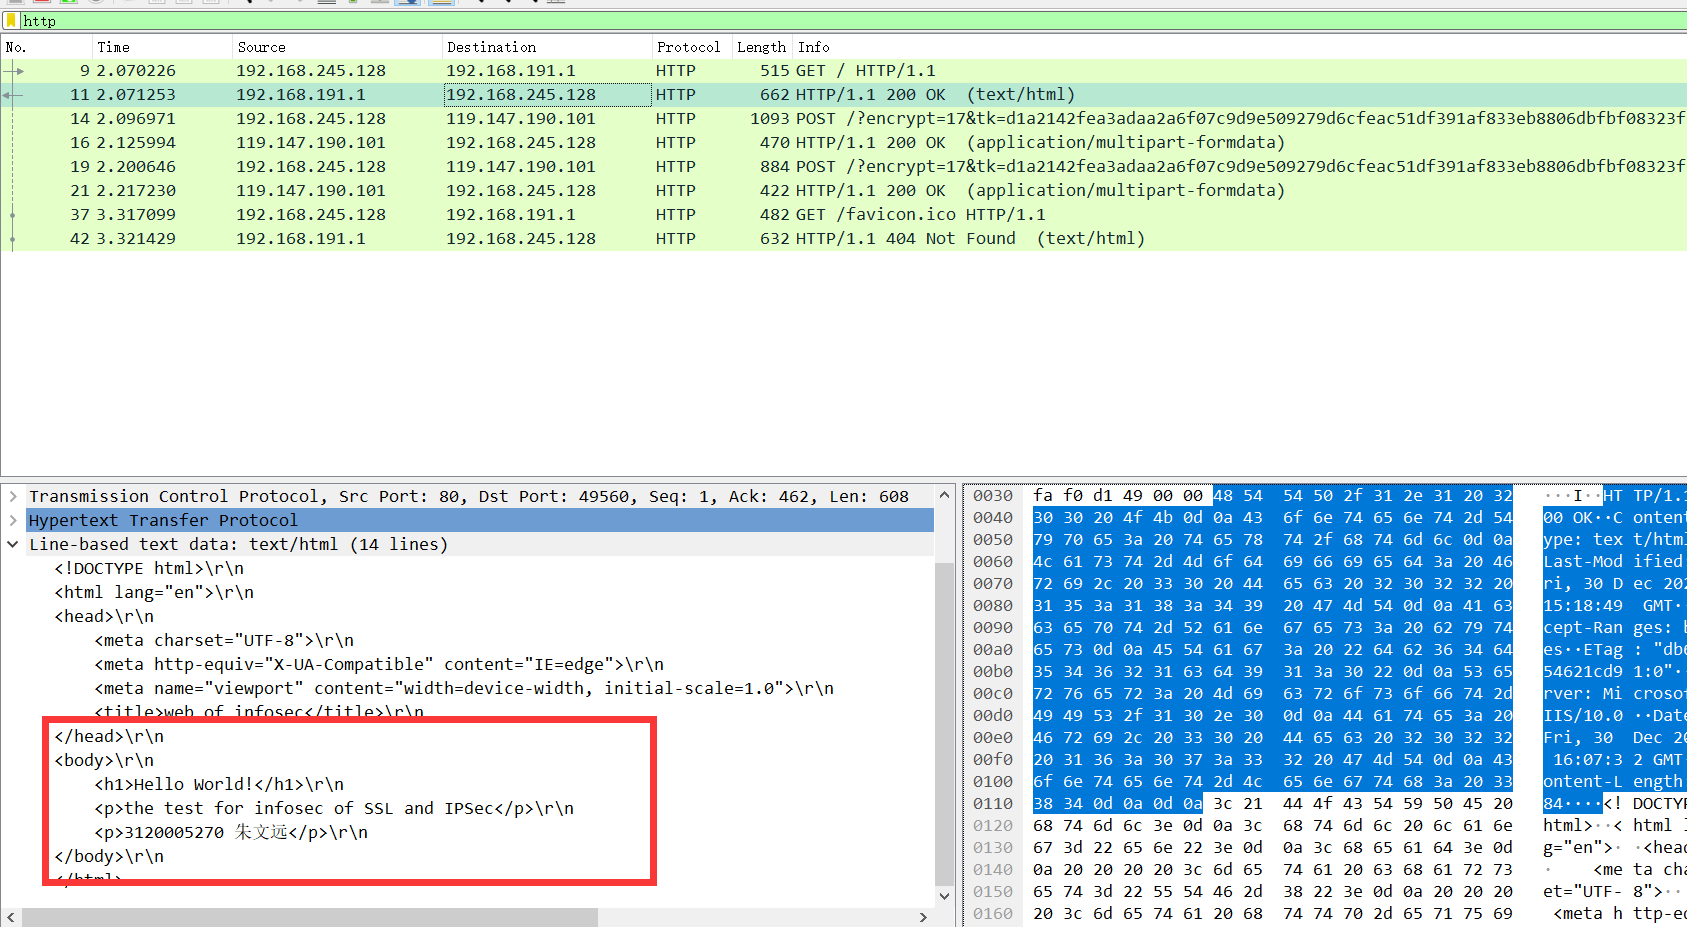 http
No. Time Source Destination Protocol Length Info
9 2.070226 192.168.245.128 192.168.191.1 HTTP 515 GET / HTTP/1.1
11 2.071253 192.168.191.1 192.168.245.128 HTTP 662 HTTP/1.1 200 OK (text/html)
14 2.096971 192.168.245.128 119.147.190.101 HTTP 1093 POST /?encrypt=17&tk=d1a2142fea3adaa2a6f07c9d9e509279d6cfeac51df391af833eb8806dbfbf08323f
16 2.125994 119.147.190.101 192.168.245.128 HTTP 470 HTTP/1.1 200 OK (application/multipart-formdata)
19 2.200646 192.168.245.128 119.147.190.101 HTTP 884 POST /?encrypt=17&tk=d1a2142fea3adaa2a6f07c9d9e509279d6cfeac51df391af833eb8806dbfbf08323f
21 2.217230 119.147.190.101 192.168.245.128 HTTP 422 HTTP/1.1 200 OK (application/multipart-formdata)
37 3.317099 192.168.245.128 192.168.191.1 HTTP 482 GET /favicon.ico HTTP/1.1
42 3.321429 192.168.191.1 192.168.245.128 HTTP 632 HTTP/1.1 404 Not Found (text/html)
Transmission Control Protocol, Src Port: 80, Dst Port: 49560, Seq: 1, Ack: 462, Len: 608
Hypertext Transfer Protocol
Line-based text data: text/html (14 lines)
<!DOCTYPE html>\r\n
<html lang="en">\r\n
<head>\r\n
<meta charset="UTF-8">\r\n
<meta http-equiv="X-UA-Compatible" content="IE=edge">\r\n
<meta name="viewport" content="width=device-width, initial-scale=1.0">\r\n
<title>web of infosec</title>\r\n
</head>\r\n
<body>\r\n
<h1>Hello World!</h1>\r\n
<p>the test for infosec of SSL and IPSec</p>\r\n
<p>3120005270 朱文远</p>\r\n
</body>\r\n
</html>
0030 fa f0 d1 49 00 00 48 54 54 50 2f 31 2e 31 20 32 ···I··HT TP/1.1
0040 30 30 20 4f 4b 0d 0a 43 6f 6e 74 65 6e 74 2d 54 00 OK··C ontent
0050 79 70 65 3a 20 74 65 78 74 2f 68 74 6d 6c 0d 0a ype: tex t/html
0060 4c 61 73 74 2d 4d 6f 64 69 66 69 65 64 3a 20 46 Last-Mod ified
0070 72 69 2c 20 33 30 20 44 65 63 20 32 30 32 32 20 ri, 30 D ec 202
0080 31 35 3a 31 38 3a 34 39 20 47 4d 54 0d 0a 41 63 15:18:49 GMT··
0090 63 65 70 74 2d 52 61 6e 67 65 73 3a 20 62 79 74 cept-Ran ges: b
00a0 65 73 0d 0a 45 54 61 67 3a 20 22 64 62 36 34 64 es··ETag : "db6
00b0 35 34 36 32 31 63 64 39 31 3a 30 22 0d 0a 53 65 54621cd9 1:0"·
00c0 72 76 65 72 3a 20 4d 69 63 72 6f 73 6f 66 74 2d rver: Mi crosof
00d0 49 49 53 2f 31 30 2e 30 0d 0a 44 61 74 65 3a 20 IIS/10.0 ··Date
00e0 46 72 69 2c 20 33 30 20 44 65 63 20 32 30 32 32 Fri, 30 Dec 20
00f0 20 31 36 3a 30 37 3a 33 32 20 47 4d 54 0d 0a 43 16:07:3 2 GMT·
0100 6f 6e 74 65 6e 74 2d 4c 65 6e 67 74 68 3a 20 33 ontent-L ength:
0110 38 34 0d 0a 0d 0a 3c 21 44 4f 43 54 59 50 45 20 84····<! DOCTYP
0120 68 74 6d 6c 3e 0d 0a 3c 68 74 6d 6c 20 6c 61 6e html>··< html l
0130 67 3d 22 65 6e 22 3e 0d 0a 3c 68 65 61 64 3e 0d g="en">· ·<head
0140 0a 20 20 20 20 3c 6d 65 74 61 20 63 68 61 72 73 · <me ta cha
0150 65 74 3d 22 55 54 46 2d 38 22 3e 0d 0a 20 20 20 et="UTF- 8">··
0160 20 3c 6d 65 74 61 20 68 74 74 70 2d 65 71 75 69 <meta h ttp-e